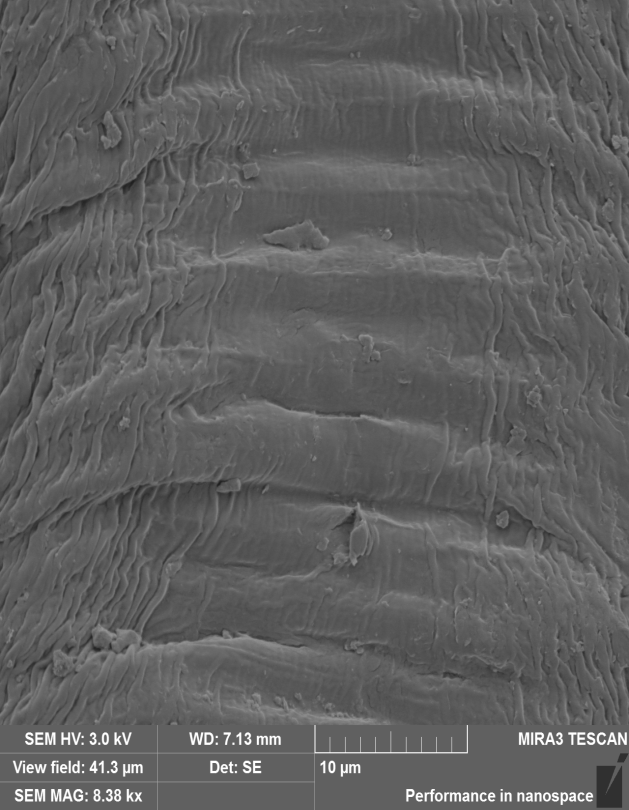 SEM HV: 3.0 kV
WD: 7.13 mm
MIRA3 TESCAN
View field: 41.3 µm
Det: SE
10 µm
SEM MAG: 8.38 kx
Performance in nanospace